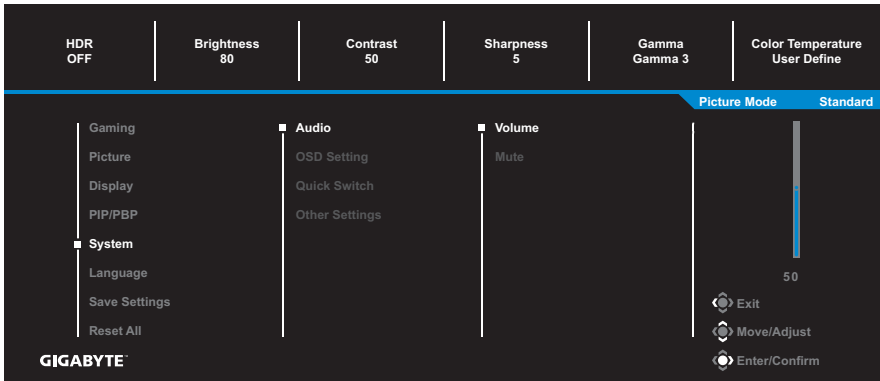 HDR Brightness Contrast Sharpness Gamma Color Temperature
OFF 80 50 5 Gamma 3 User Define
Picture Mode Standard
Gaming Audio Volume
Picture OSD Setting Mute
Display Quick Switch
PIP/PBP Other Settings
System
Language
50
Save Settings
Exit
Reset All
Move/Adjust
GIGABYTE™
Enter/Confirm